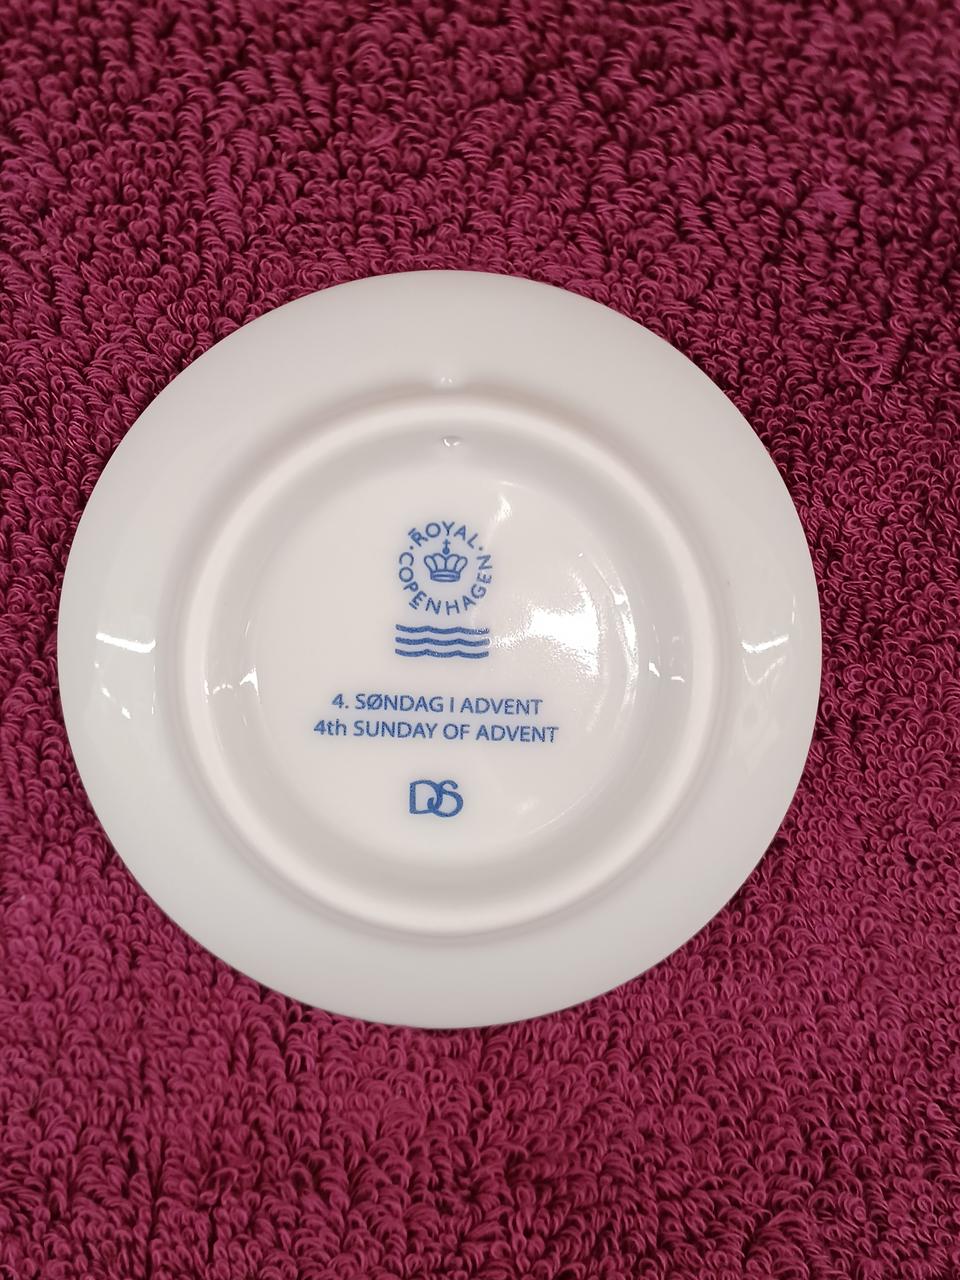 ROYAL
COPENHAGEN
4. SØNDAG I ADVENT
4th SUNDAY OF ADVENT
DS